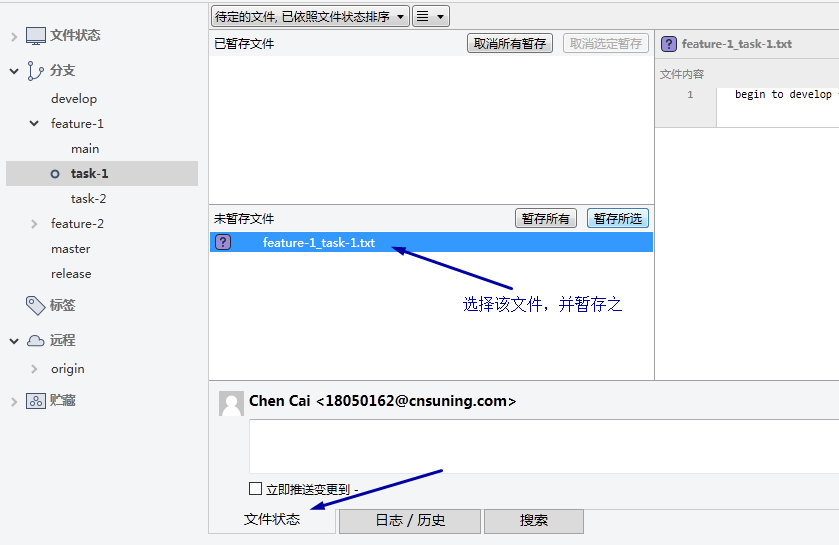 文件状态
分支
develop
feature-1
main
task-1
task-2
feature-2
master
release
标签
远程
origin
贮藏
待定的文件, 已依照文件状态排序
已暂存文件 取消所有暂存 取消选定暂存
未暂存文件 暂存所有 暂存所选
? feature-1_task-1.txt
选择该文件，并暂存之
? feature-1_task-1.txt
文件内容
1 begin to develop
Chen Cai <18050162@cnsuning.com>
立即推送变更到 -
文件状态 日志 / 历史 搜索